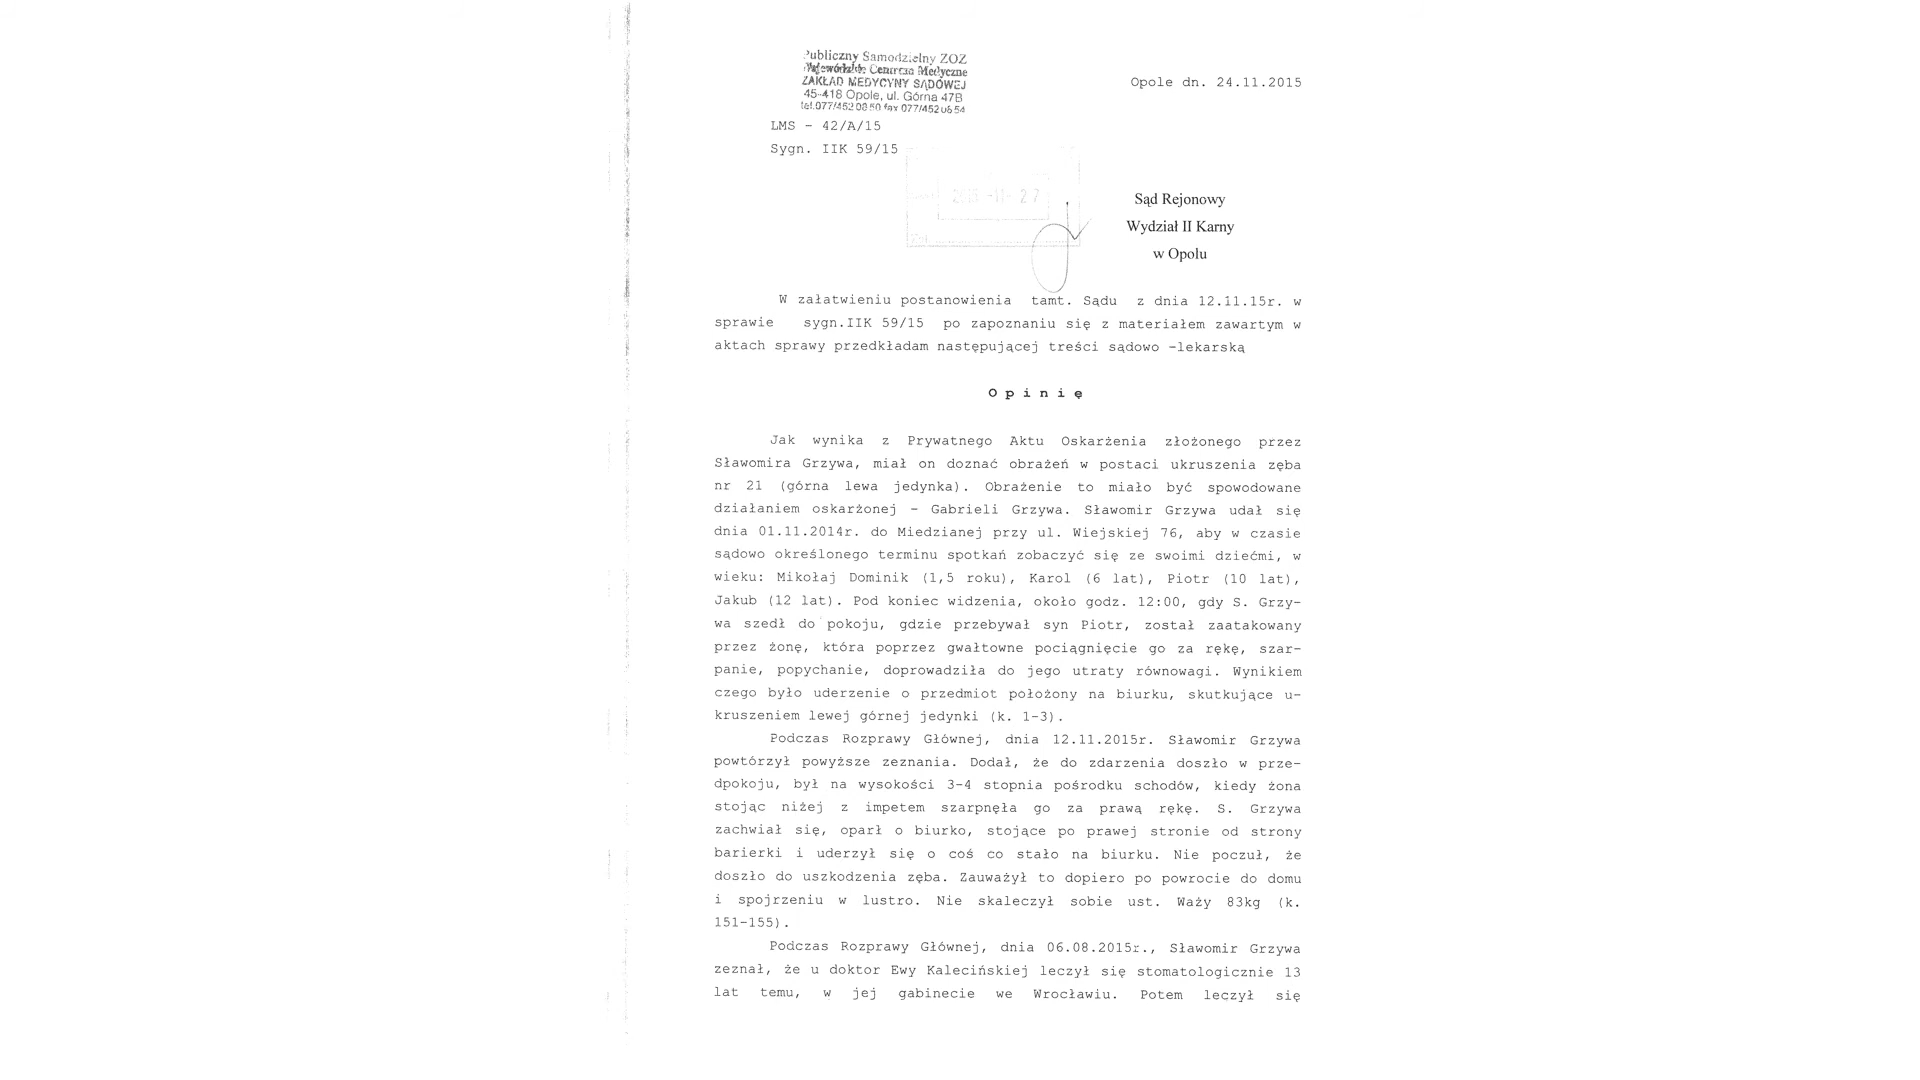 Publiczny Samodzielny ZOZ
Wojewódzkie Centrum Medyczne
ZAKŁAD MEDYCYNY SĄDOWEJ
45-418 Opole, ul. Górna 47B
Opole dn. 24.11.2015
LMS - 42/A/15
Sygn. IIK 59/15
2015 -11- 27
Sąd Rejonowy
Wydział II Karny
w Opolu
W załatwieniu postanowienia tamt. Sądu z dnia 12.11.15r. w
sprawie sygn.IIK 59/15 po zapoznaniu się z materiałem zawartym w
aktach sprawy przedkładam następującej treści sądowo -lekarską
O p i n i ę
Jak wynika z Prywatnego Aktu Oskarżenia złożonego przez
Sławomira Grzywa, miał on doznać obrażeń w postaci ukruszenia zęba
nr 21 (górna lewa jedynka). Obrażenie to miało być spowodowane
działaniem oskarżonej - Gabrieli Grzywa. Sławomir Grzywa udał się
dnia 01.11.2014r. do Miedzianej przy ul. Wiejskiej 76, aby w czasie
sądowo określonego terminu spotkań zobaczyć się ze swoimi dziećmi, w
wieku: Mikołaj Dominik (1,5 roku), Karol (6 lat), Piotr (10 lat),
Jakub (12 lat). Pod koniec widzenia, około godz. 12:00, gdy S. Grzy-
wa szedł do pokoju, gdzie przebywał syn Piotr, został zaatakowany
przez żonę, która poprzez gwałtowne pociągnięcie go za rękę, szar-
panie, popychanie, doprowadziła do jego utraty równowagi. Wynikiem
czego było uderzenie o przedmiot położony na biurku, skutkujące u-
kruszeniem lewej górnej jedynki (k. 1-3).
Podczas Rozprawy Głównej, dnia 12.11.2015r. Sławomir Grzywa
powtórzył powyższe zeznania. Dodał, że do zdarzenia doszło w prze-
dpokoju, był na wysokości 3-4 stopnia pośrodku schodów, kiedy żona
stojąc niżej z impetem szarpnęła go za prawą rękę. S. Grzywa
zachwiał się, oparł o biurko, stojące po prawej stronie od strony
barierki i uderzył się o coś co stało na biurku. Nie poczuł, że
doszło do uszkodzenia zęba. Zauważył to dopiero po powrocie do domu
i spojrzeniu w lustro. Nie skaleczył sobie ust. Waży 83kg (k.
151-155).
Podczas Rozprawy Głównej, dnia 06.08.2015r., Sławomir Grzywa
zeznał, że u doktor Ewy Kalecińskiej leczył się stomatologicznie 13
lat temu, w jej gabinecie we Wrocławiu. Potem leczył się